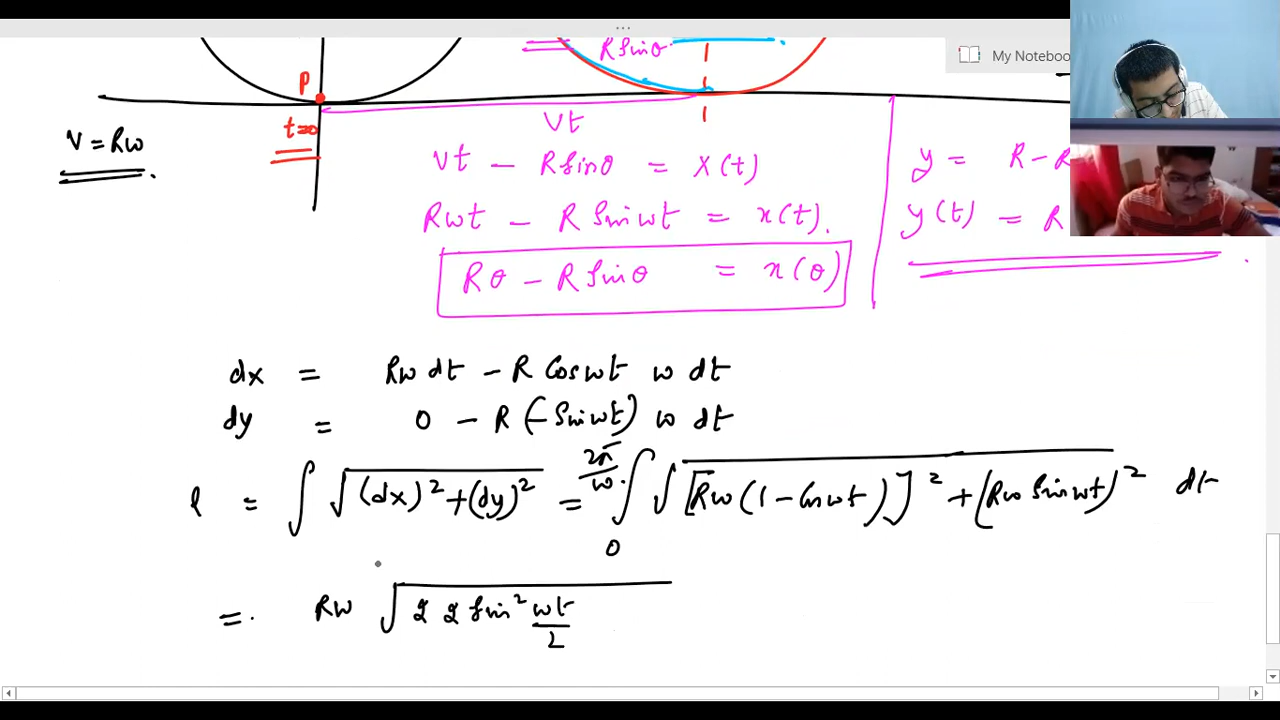 R sinθ
My Notebook
P
t=0
V = Rω
Vt
Vt - R sinθ = X(t)
Rωt - R sin ωt = x(t).
Rθ - R sinθ = x(θ)
y = R - R
y(t) = R
dx = Rω dt - R cos ωt ω dt
dy = 0 - R (- sin ωt) ω dt
l = ∫ √(dx)² + (dy)² = ∫₀^{2π/ω} √[Rω(1 - cos ωt)]² + (Rω sin ωt)² dt
= Rω √2 2 sin² ωt/2